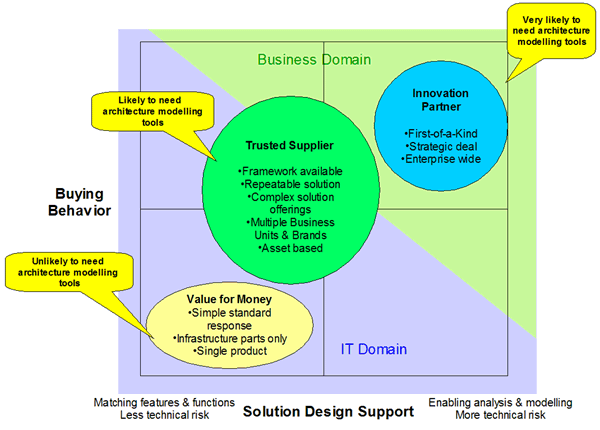 Very likely to
need architecture
modelling tools
Business Domain
Likely to need
architecture modelling
tools
Innovation
Partner
•First-of-a-Kind
•Strategic deal
•Enterprise wide
Trusted Supplier
•Framework available
•Repeatable solution
•Complex solution
offerings
•Multiple Business
Units & Brands
•Asset based
Buying
Behavior
Unlikely to need
architecture modelling
tools
Value for Money
•Simple standard
response
•Infrastructure parts only
•Single product
IT Domain
Matching features & functions
Less technical risk
Solution Design Support
Enabling analysis & modelling
More technical risk